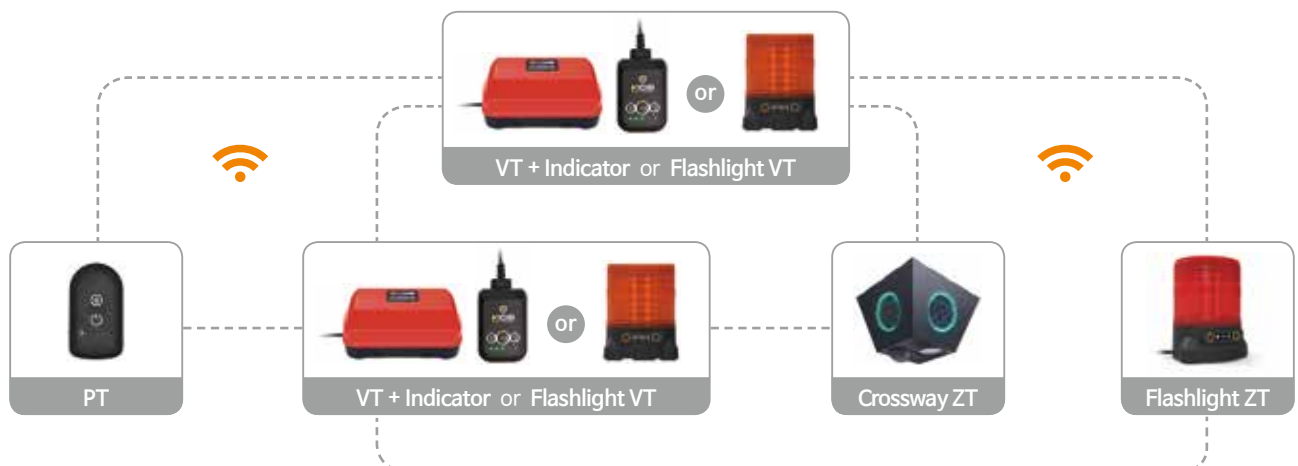 or
VT + Indicator or Flashlight VT
or
PT
VT + Indicator or Flashlight VT
Crossway ZT
Flashlight ZT